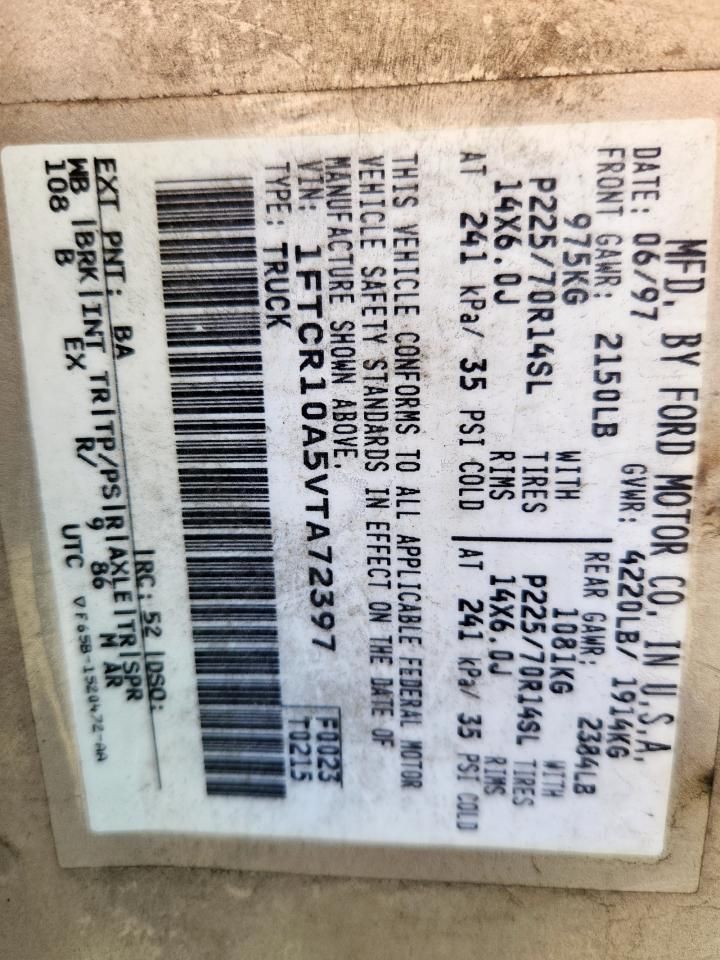 MFD. BY FORD MOTOR CO. IN U.S.A.
DATE: 06/97 GVWR: 4220LB/ 1914KG
FRONT GAWR: 2150LB REAR GAWR: 2384LB
975KG WITH 1081KG WITH
P225/70R14SL TIRES P225/70R14SL TIRES
14X6.0J RIMS 14X6.0J RIMS
AT 241 kPa/ 35 PSI COLD AT 241 kPa/ 35 PSI COLD
THIS VEHICLE CONFORMS TO ALL APPLICABLE FEDERAL MOTOR
VEHICLE SAFETY STANDARDS IN EFFECT ON THE DATE OF
MANUFACTURE SHOWN ABOVE.
VIN: 1FTCR10A5VTA72397 F0023
TYPE: TRUCK T0215
EXT PNT: BA RC: 52 DSO:
WB BRK INT TR TP/PS R AXLE TR SPR
108 B EX R/ 9 86 M AR
UTC VF65B-1520472-AA